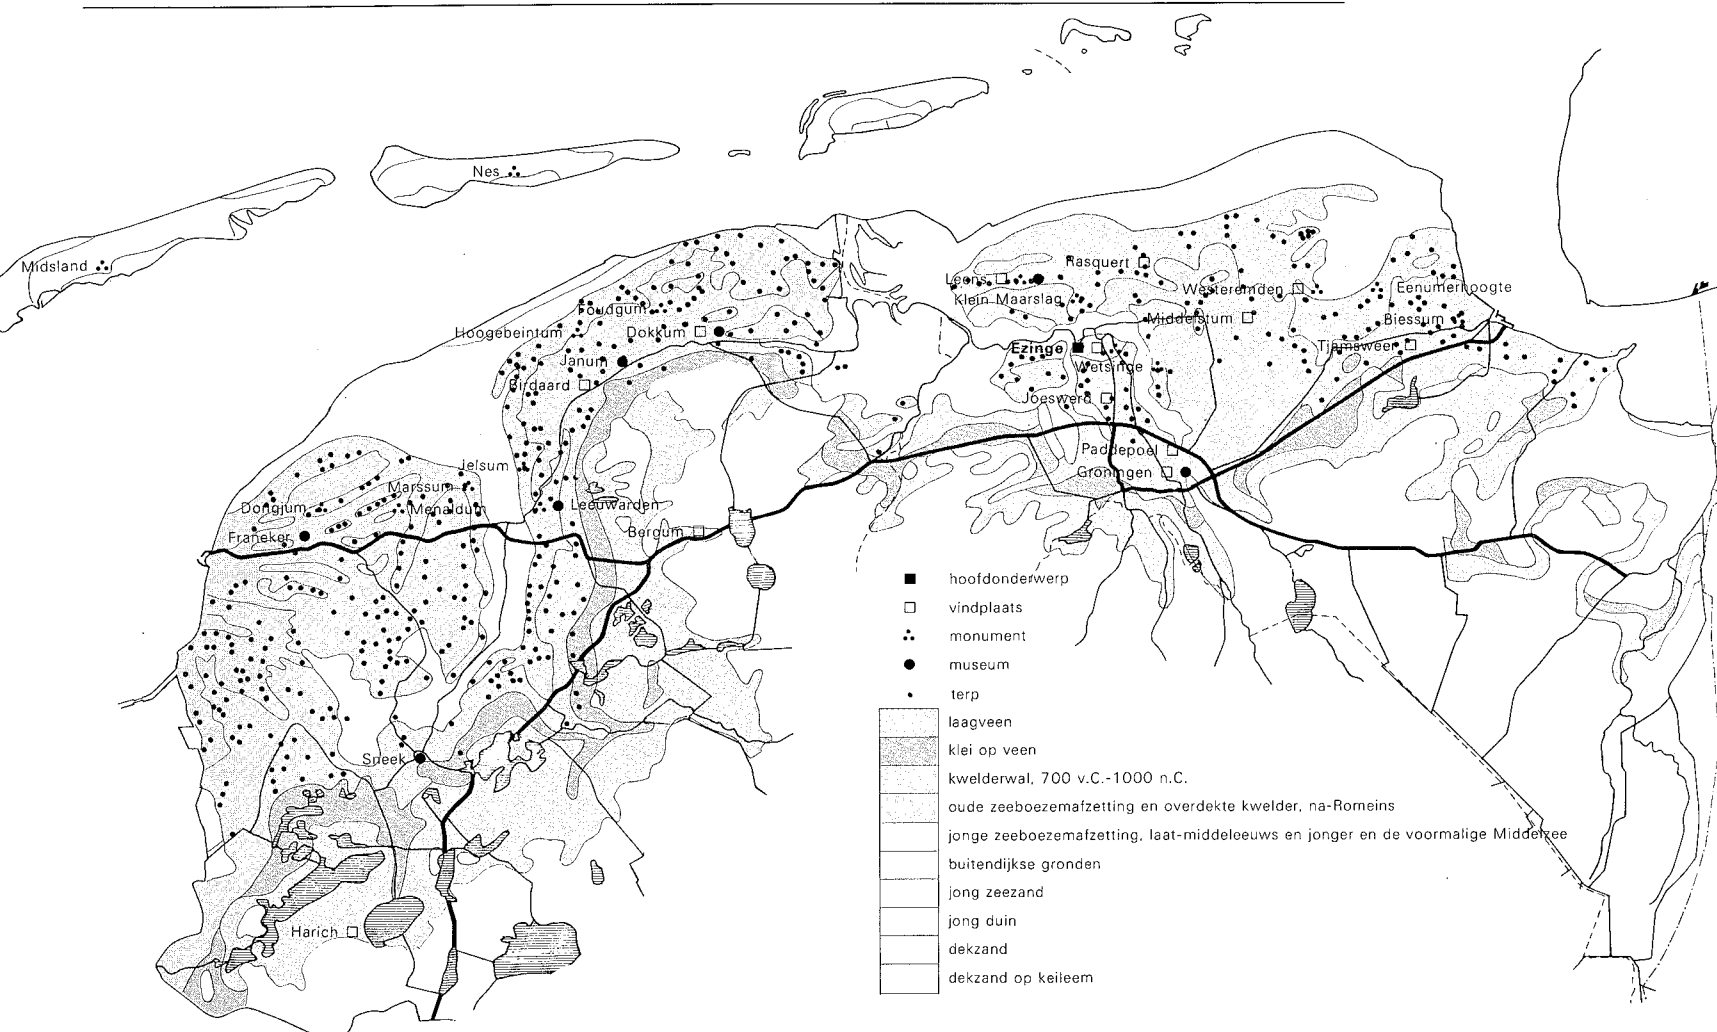 Nes
Midsland
Leens
Rasquert
Klein Maarslag
Westeremden
Eenumerhoogte
Foudgum
Middelstum
Biessum
Hoogebeintum
Dokkum
Ezinge
Tjamsweer
Janum
Wetsinge
Birdaard
Joeswerd
Paddepoel
Jelsum
Groningen
Marssum
Dongjum
Menaldum
Leeuwarden
Franeker
Bergum
Sneek
Harich
hoofdonderwerp
vindplaats
monument
museum
terp
laagveen
klei op veen
kwelderwal, 700 v.C.-1000 n.C.
oude zeeboezemafzetting en overdekte kwelder, na-Romeins
jonge zeeboezemafzetting, laat-middeleeuws en jonger en de voormalige Middelzee
buitendijkse gronden
jong zeezand
jong duin
dekzand
dekzand op keileem